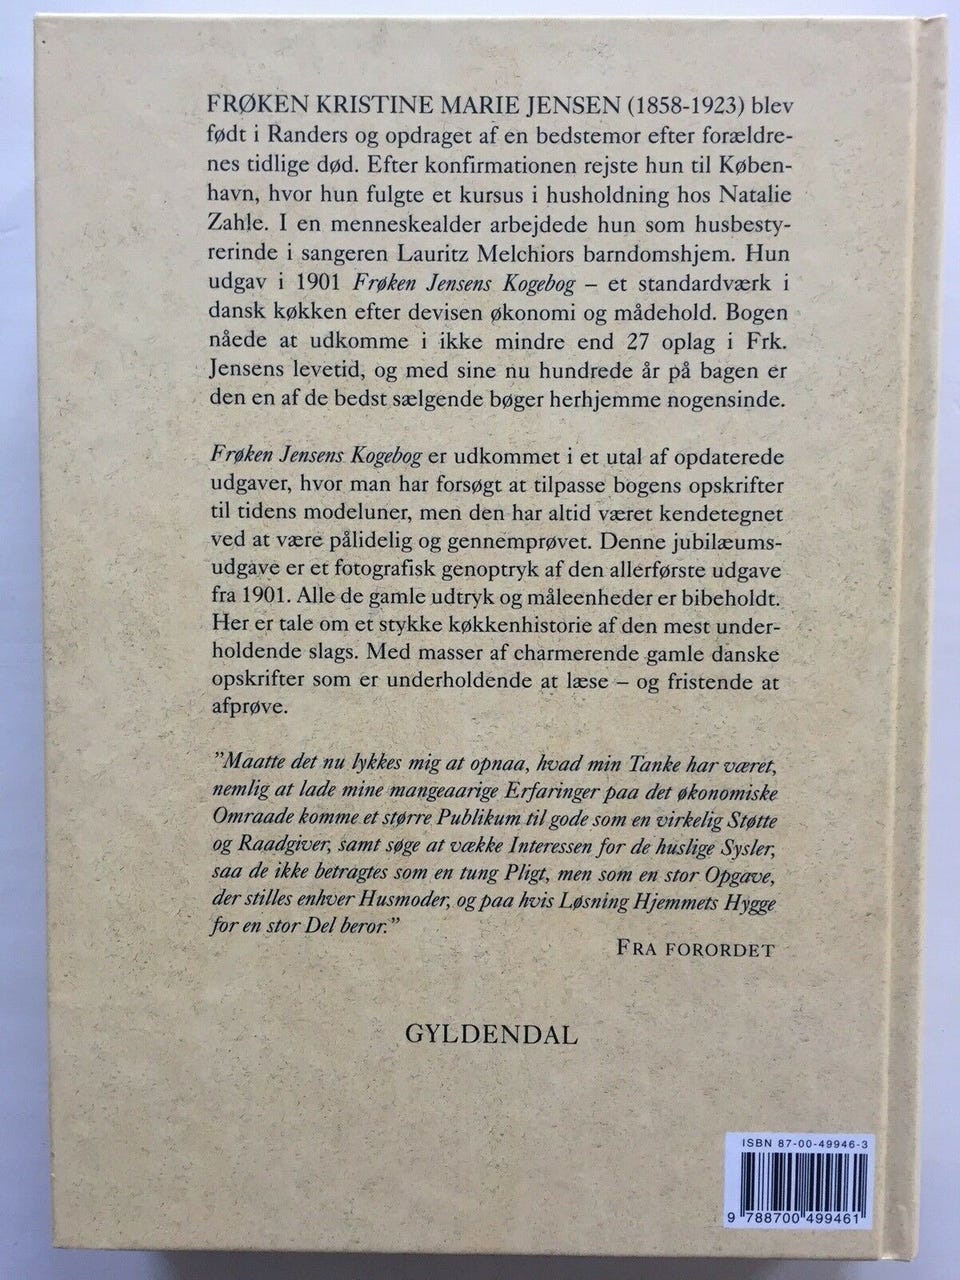 FRØKEN KRISTINE MARIE JENSEN (1858-1923) blev
født i Randers og opdraget af en bedstemor efter forældre-
nes tidlige død. Efter konfirmationen rejste hun til Køben-
havn, hvor hun fulgte et kursus i husholdning hos Natalie
Zahle. I en menneskealder arbejdede hun som husbesty-
rerinde i sangeren Lauritz Melchiors barndomshjem. Hun
udgav i 1901 Frøken Jensens Kogebog – et standardværk i
dansk køkken efter devisen økonomi og mådehold. Bogen
nåede at udkomme i ikke mindre end 27 oplag i Frk.
Jensens levetid, og med sine nu hundrede år på bagen er
den en af de bedst sælgende bøger herhjemme nogensinde.
Frøken Jensens Kogebog er udkommet i et utal af opdaterede
udgaver, hvor man har forsøgt at tilpasse bogens opskrifter
til tidens modeluner, men den har altid været kendetegnet
ved at være pålidelig og gennemprøvet. Denne jubilæums-
udgave er et fotografisk genoptryk af den allerførste udgave
fra 1901. Alle de gamle udtryk og måleenheder er bibeholdt.
Her er tale om et stykke køkkenhistorie af den mest under-
holdende slags. Med masser af charmerende gamle danske
opskrifter som er underholdende at læse – og fristende at
afprøve.
”Maatte det nu lykkes mig at opnaa, hvad min Tanke har været,
nemlig at lade mine mangeaarige Erfaringer paa det økonomiske
Omraade komme et større Publikum til gode som en virkelig Støtte
og Raadgiver, samt søge at vække Interessen for de huslige Sysler,
saa de ikke betragtes som en tung Pligt, men som en stor Opgave,
der stilles enhver Husmoder, og paa hvis Løsning Hjemmets Hygge
for en stor Del beror.”
FRA FORORDET
GYLDENDAL
ISBN 87-00-49946-3
9 788700 499461